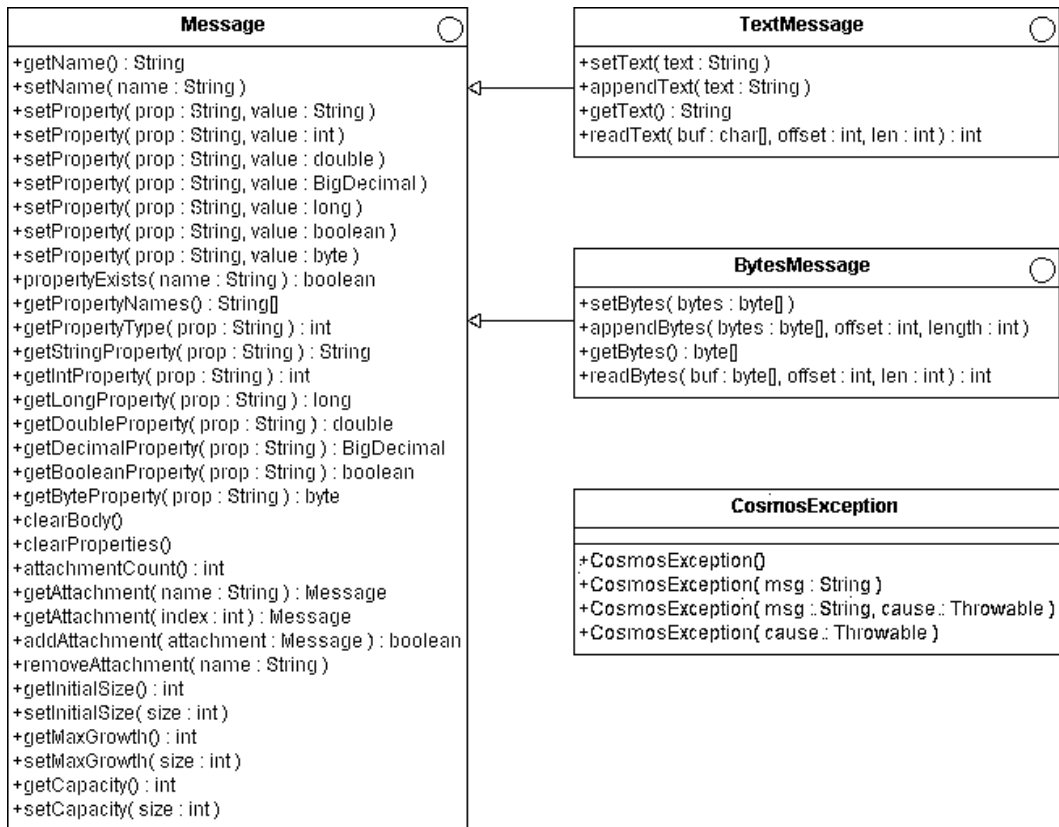 Message
+getName() : String
+setName( name : String )
+setProperty( prop : String, value : String )
+setProperty( prop : String, value : int )
+setProperty( prop : String, value : double )
+setProperty( prop : String, value : BigDecimal )
+setProperty( prop : String, value : long )
+setProperty( prop : String, value : boolean )
+setProperty( prop : String, value : byte )
+propertyExists( name : String ) : boolean
+getPropertyNames() : String[]
+getPropertyType( prop : String ) : int
+getStringProperty( prop : String ) : String
+getIntProperty( prop : String ) : int
+getLongProperty( prop : String ) : long
+getDoubleProperty( prop : String ) : double
+getDecimalProperty( prop : String ) : BigDecimal
+getBooleanProperty( prop : String ) : boolean
+getByteProperty( prop : String ) : byte
+clearBody()
+clearProperties()
+attachmentCount() : int
+getAttachment( name : String ) : Message
+getAttachment( index : int ) : Message
+addAttachment( attachment : Message ) : boolean
+removeAttachment( name : String )
+getInitialSize() : int
+setInitialSize( size : int )
+getMaxGrowth() : int
+setMaxGrowth( size : int )
+getCapacity() : int
+setCapacity( size : int )
TextMessage
+setText( text : String )
+appendText( text : String )
+getText() : String
+readText( buf : char[], offset : int, len : int ) : int
BytesMessage
+setBytes( bytes : byte[] )
+appendBytes( bytes : byte[], offset : int, length : int )
+getBytes() : byte[]
+readBytes( buf : byte[], offset : int, len : int ) : int
CosmosException
+CosmosException()
+CosmosException( msg : String )
+CosmosException( msg : String, cause : Throwable )
+CosmosException( cause : Throwable )